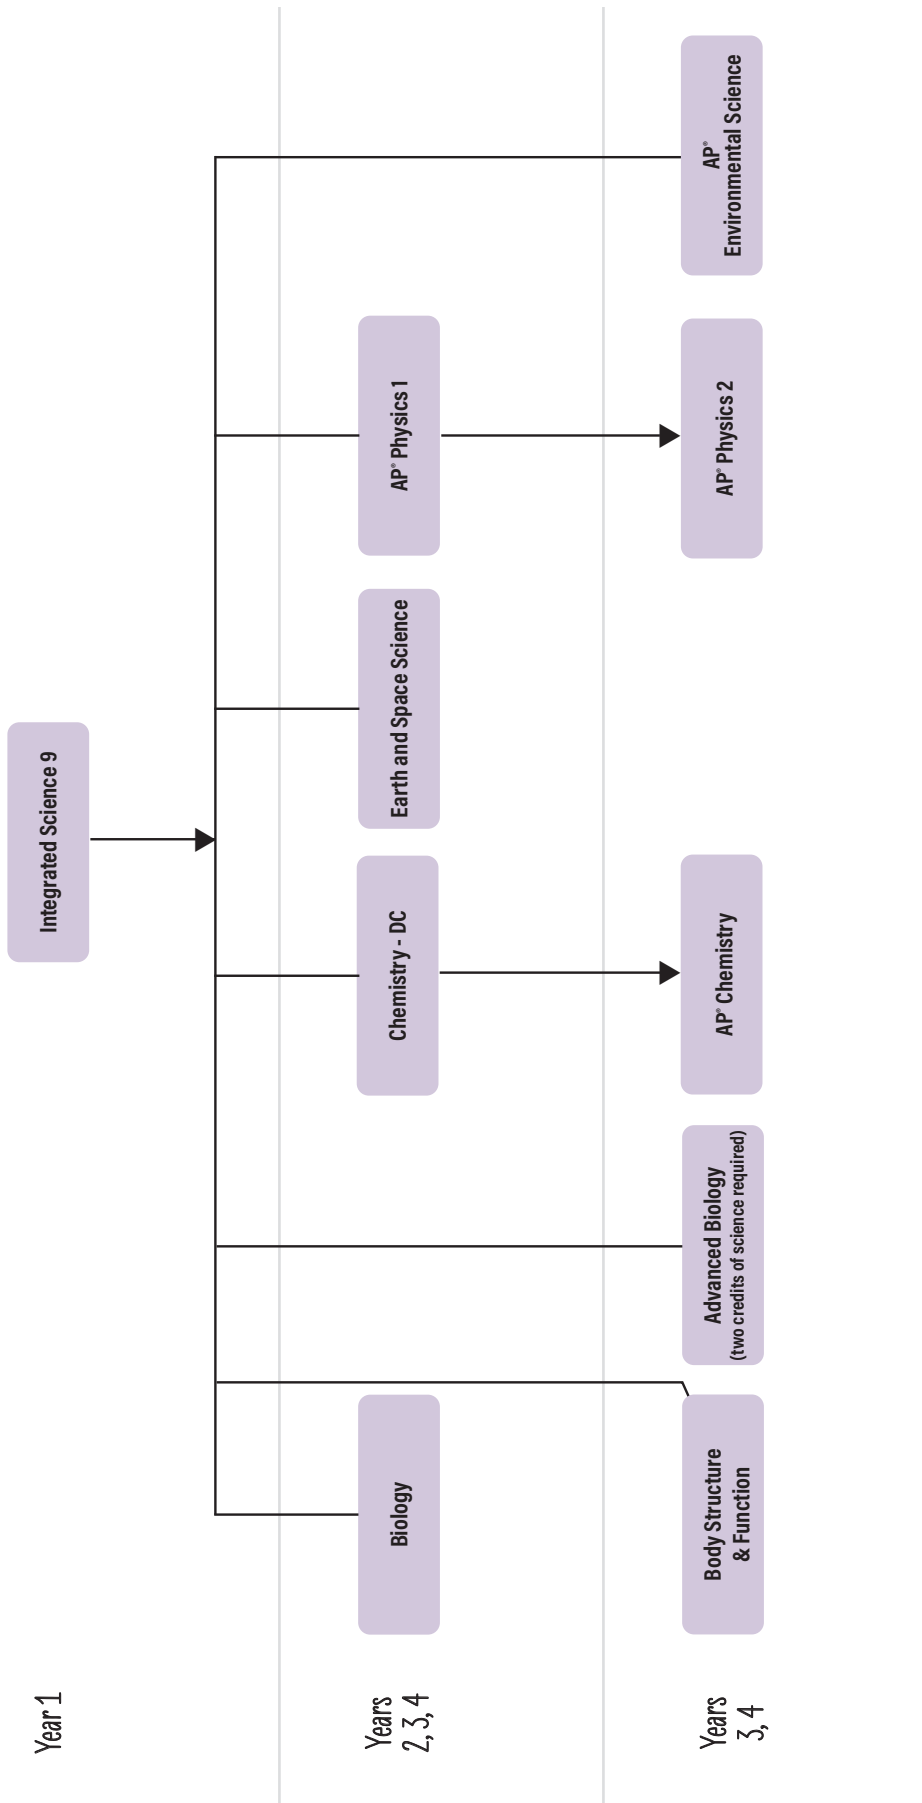 Year 1
Integrated Science 9
Years
2, 3, 4
Biology
Chemistry - DC
Earth and Space Science
AP® Physics 1
Years
3, 4
Body Structure
& Function
Advanced Biology
(two credits of science required)
AP® Chemistry
AP® Physics 2
AP®
Environmental Science